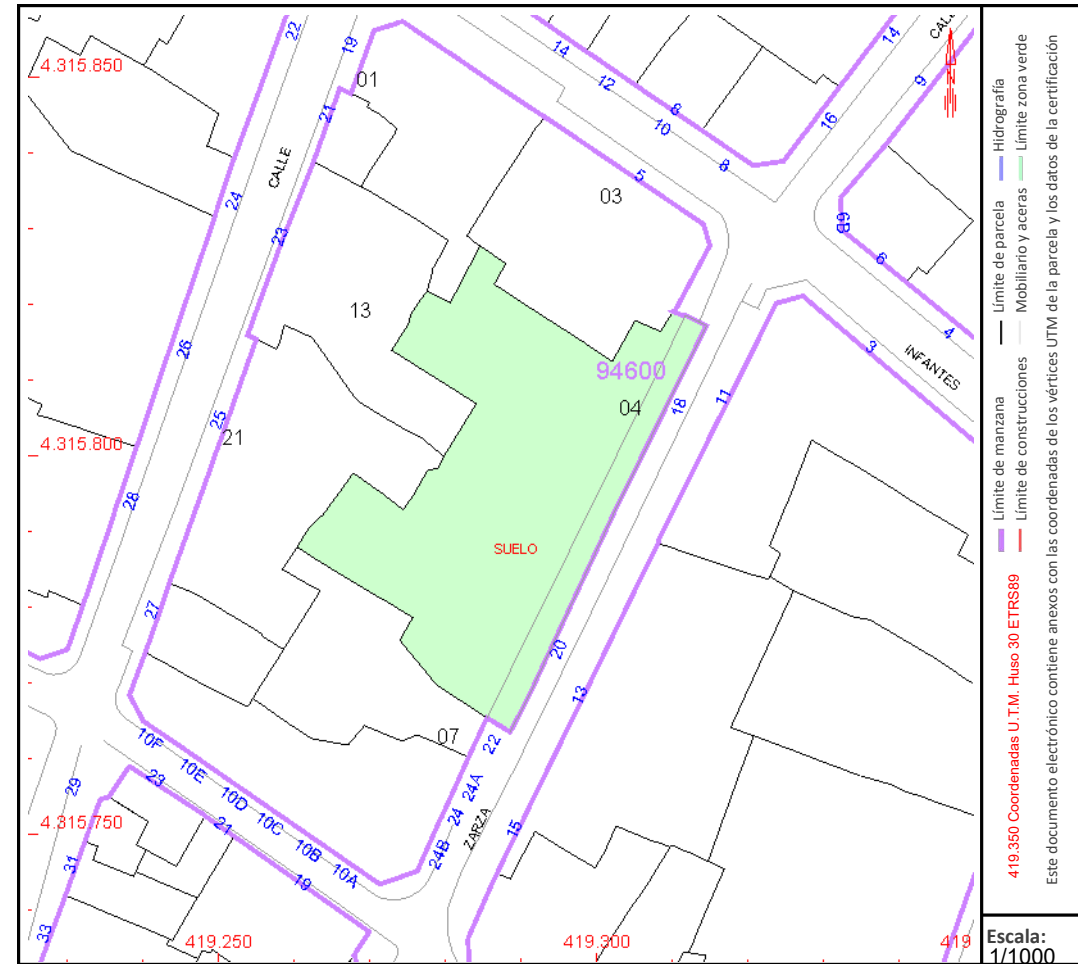 4.315.850
4.315.800
4.315.750
419.250
419.300
419
22
19
21
01
CALLE
24
23
26
25
21
28
27
13
14
12
10
8
8
5
03
14
16
9
6B
6
4
3
INFANTES
94600
04
18
11
SUELO
20
13
22
24A
24
24B
ZARZA
15
07
10F
10E
10D
10C
10B
10A
23
21
19
29
31
33
N
Hidrografía
Límite zona verde
Límite de parcela
Mobiliario y aceras
Límite de manzana
Límite de construcciones
419.350 Coordenadas U.T.M. Huso 30 ETRS89
Este documento electrónico contiene anexos con las coordenadas de los vértices UTM de la parcela y los datos de la certificación
Escala:
1/1000